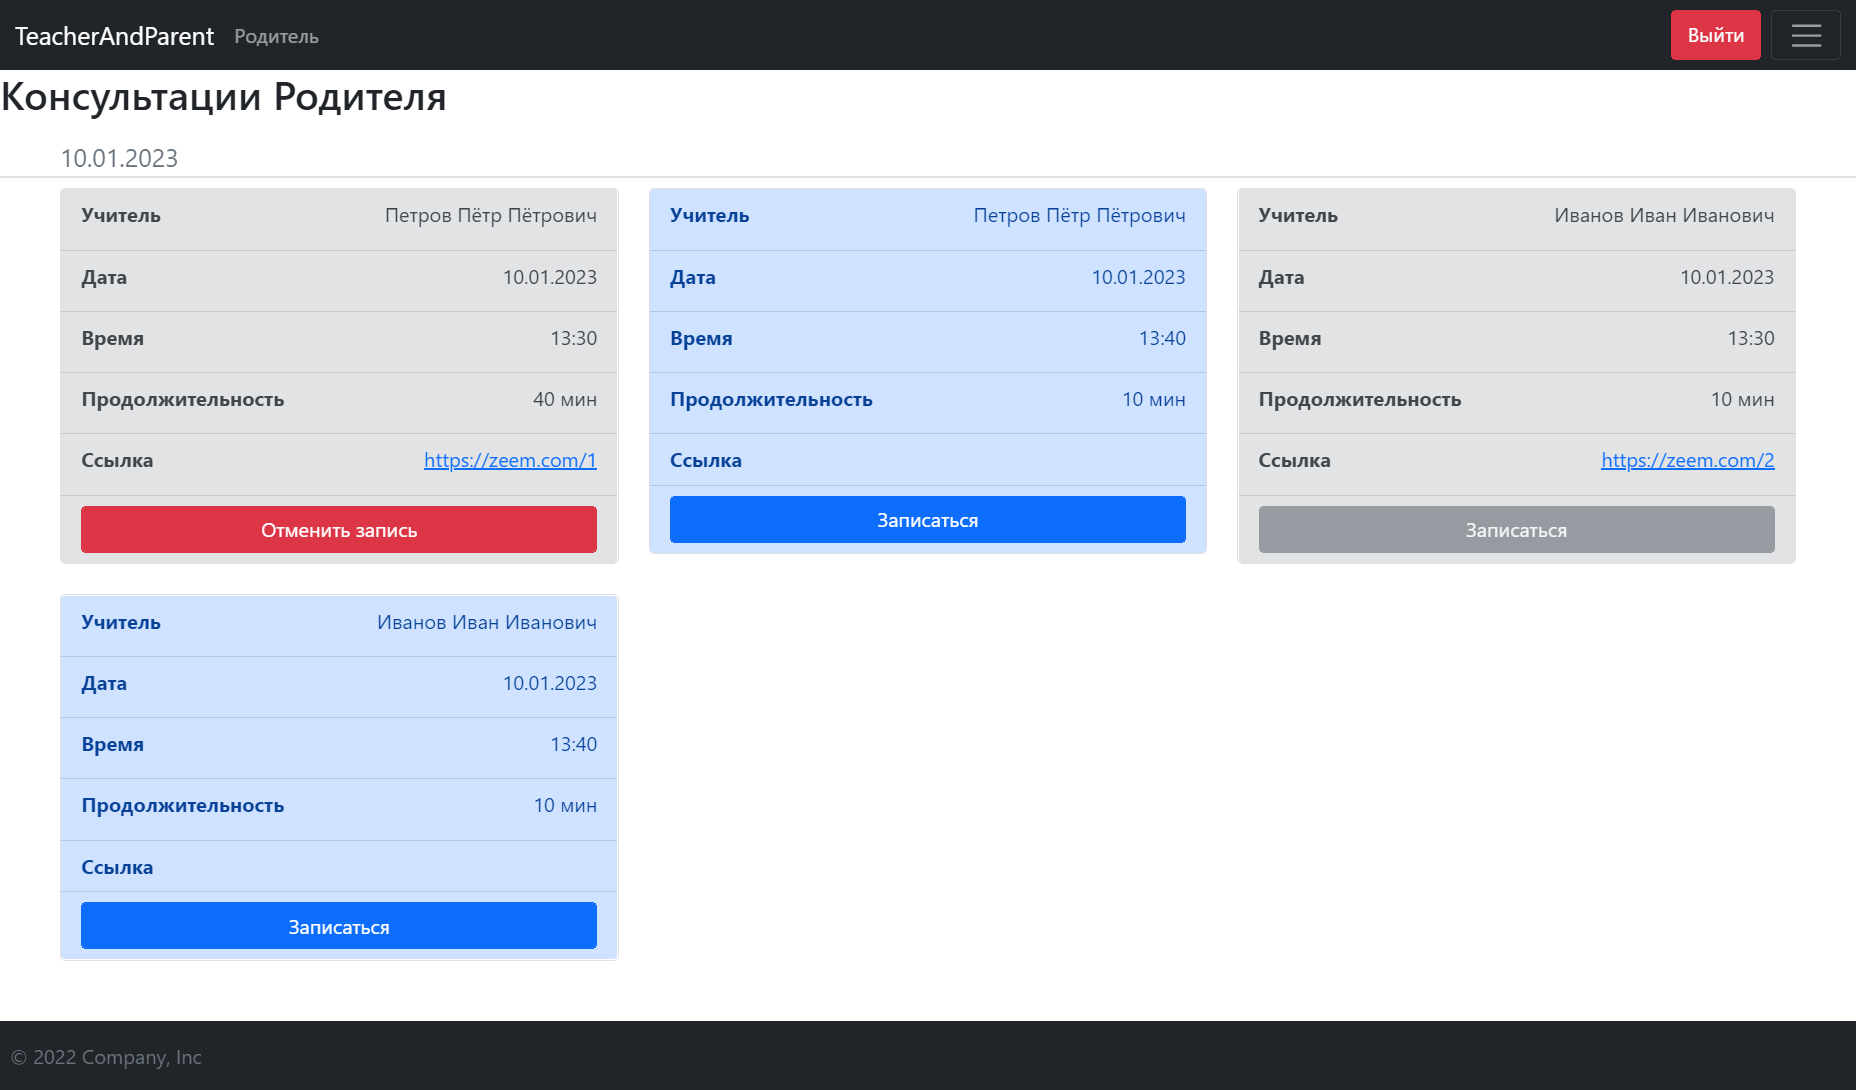 TeacherAndParent Родитель Выйти
Консультации Родителя
10.01.2023
Учитель Петров Пётр Пётрович
Дата 10.01.2023
Время 13:30
Продолжительность 40 мин
Ссылка https://zeem.com/1
Отменить запись
Учитель Петров Пётр Пётрович
Дата 10.01.2023
Время 13:40
Продолжительность 10 мин
Ссылка
Записаться
Учитель Иванов Иван Иванович
Дата 10.01.2023
Время 13:30
Продолжительность 10 мин
Ссылка https://zeem.com/2
Записаться
Учитель Иванов Иван Иванович
Дата 10.01.2023
Время 13:40
Продолжительность 10 мин
Ссылка
Записаться
© 2022 Company, Inc